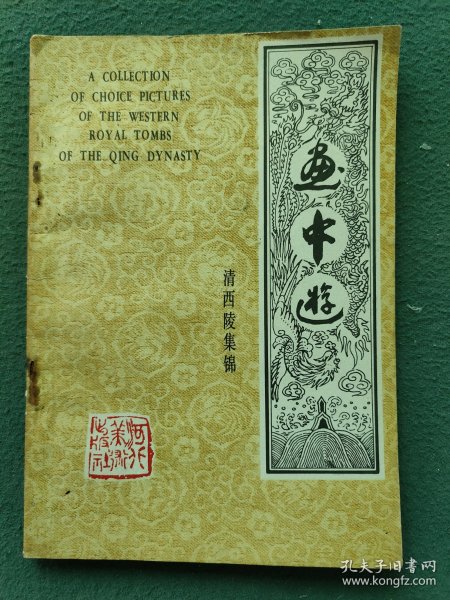 A COLLECTION
OF CHOICE PICTURES
OF THE WESTERN
ROYAL TOMBS
OF THE QING DYNASTY
画中遊
清西陵集锦
河北
美术
出版社
孔夫子旧书网
www.kongfz.com